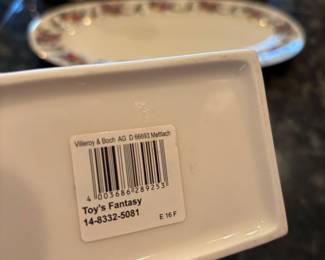 Villeroy & Boch AG D 66693 Mettlach
4 003686 289253
Toy's Fantasy
14-8332-5081
E 16 F